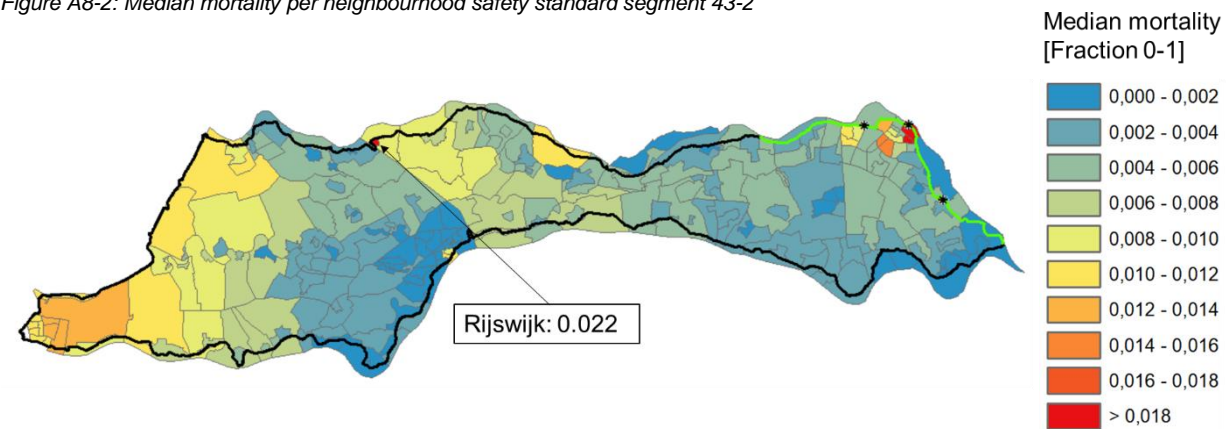 Figure A8-2: Median mortality per neighbourhood safety standard segment 43-2
Median mortality
[Fraction 0-1]
0,000 - 0,002
0,002 - 0,004
0,004 - 0,006
0,006 - 0,008
0,008 - 0,010
0,010 - 0,012
0,012 - 0,014
0,014 - 0,016
0,016 - 0,018
> 0,018
Rijswijk: 0.022